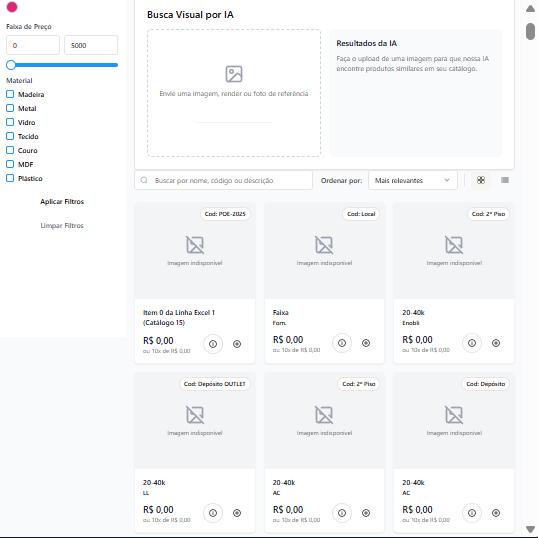 Faixa de Preço
0
5000
Material
Madeira
Metal
Vidro
Tecido
Couro
MDF
Plástico
Aplicar Filtros
Limpar Filtros
Busca Visual por IA
Envie uma imagem, render ou foto de referência
Resultados da IA
Faça o upload de uma imagem para que nossa IA
encontre produtos similares em seu catálogo.
Buscar por nome, código ou descrição
Ordenar por:
Mais relevantes
Cod: POE-2025
Imagem indisponível
Item 0 da Linha Excel 1
(Catálogo 15)
R$ 0,00
ou 10x de R$ 0,00
Cod: Local
Imagem indisponível
Faixa
Forn.
R$ 0,00
ou 10x de R$ 0,00
Cod: 2º Piso
Imagem indisponível
20-40k
Enobli
R$ 0,00
ou 10x de R$ 0,00
Cod: Depósito OUTLET
Imagem indisponível
20-40k
LL
R$ 0,00
ou 10x de R$ 0,00
Cod: 2º Piso
Imagem indisponível
20-40k
AC
R$ 0,00
ou 10x de R$ 0,00
Cod: Depósito
Imagem indisponível
20-40k
AC
R$ 0,00
ou 10x de R$ 0,00